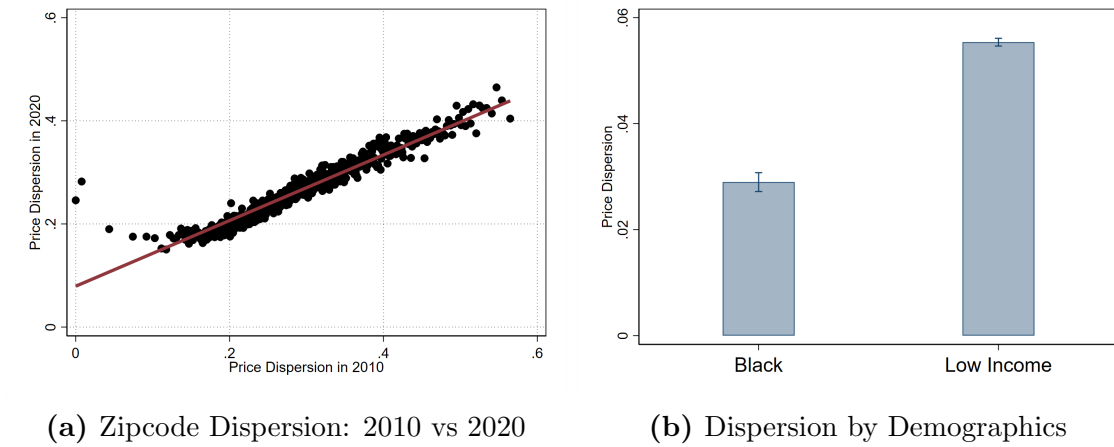 .6
.4
.2
0
Price Dispersion in 2020
0
.2
.4
.6
Price Dispersion in 2010
(a) Zipcode Dispersion: 2010 vs 2020
.06
.04
.02
0
Price Dispersion
Black
Low Income
(b) Dispersion by Demographics